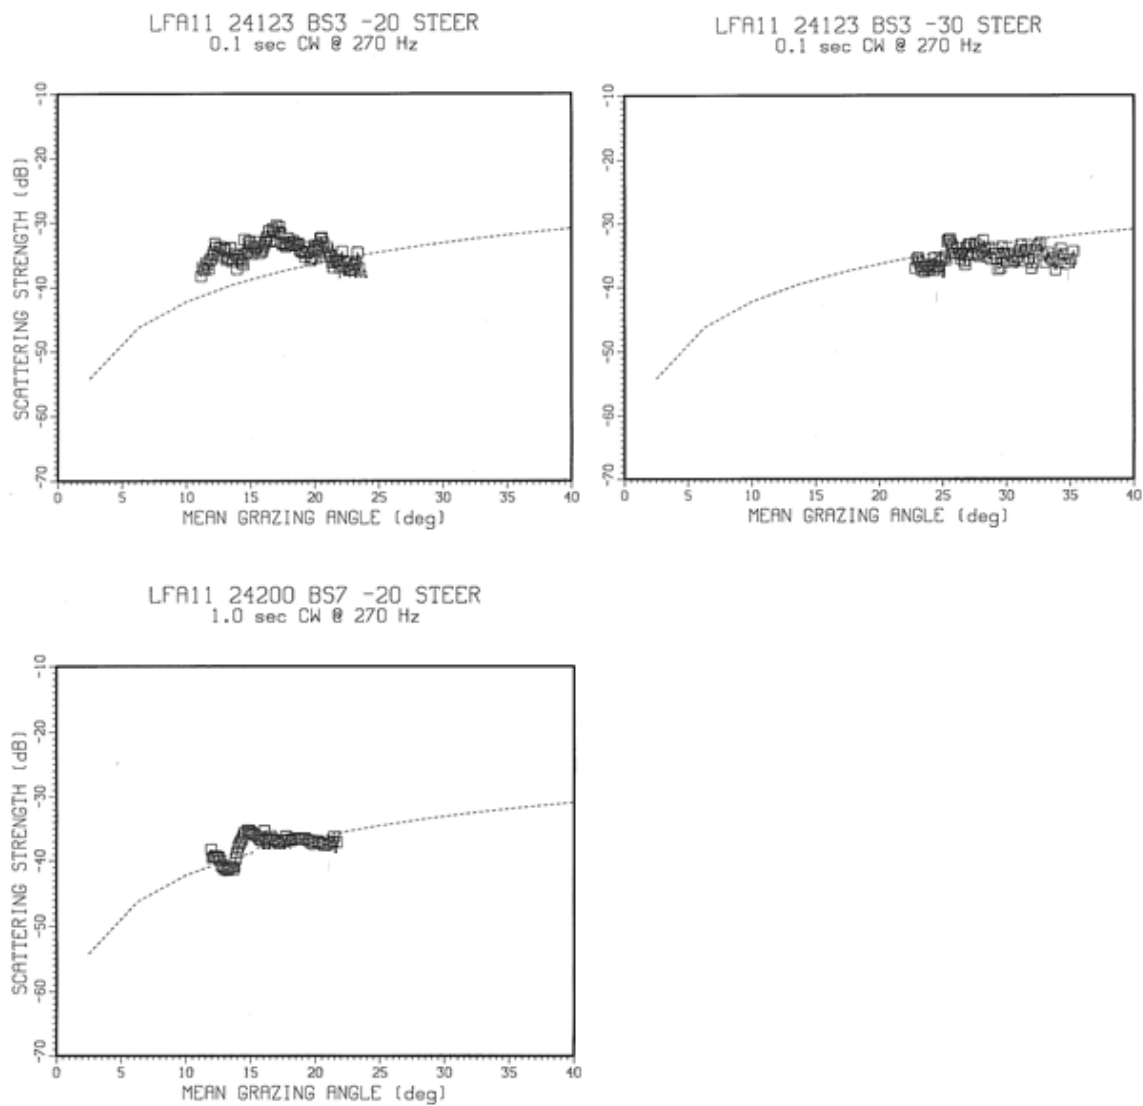 LFA11 24123 BS3 -20 STEER
0.1 sec CW @ 270 Hz
SCATTERING STRENGTH (dB)
-10
-20
-30
-40
-50
-60
-70
0 5 10 15 20 25 30 35 40
MEAN GRAZING ANGLE (deg)
LFA11 24123 BS3 -30 STEER
0.1 sec CW @ 270 Hz
SCATTERING STRENGTH (dB)
-10
-20
-30
-40
-50
-60
-70
0 5 10 15 20 25 30 35 40
MEAN GRAZING ANGLE (deg)
LFA11 24200 BS7 -20 STEER
1.0 sec CW @ 270 Hz
SCATTERING STRENGTH (dB)
-10
-20
-30
-40
-50
-60
-70
0 5 10 15 20 25 30 35 40
MEAN GRAZING ANGLE (deg)